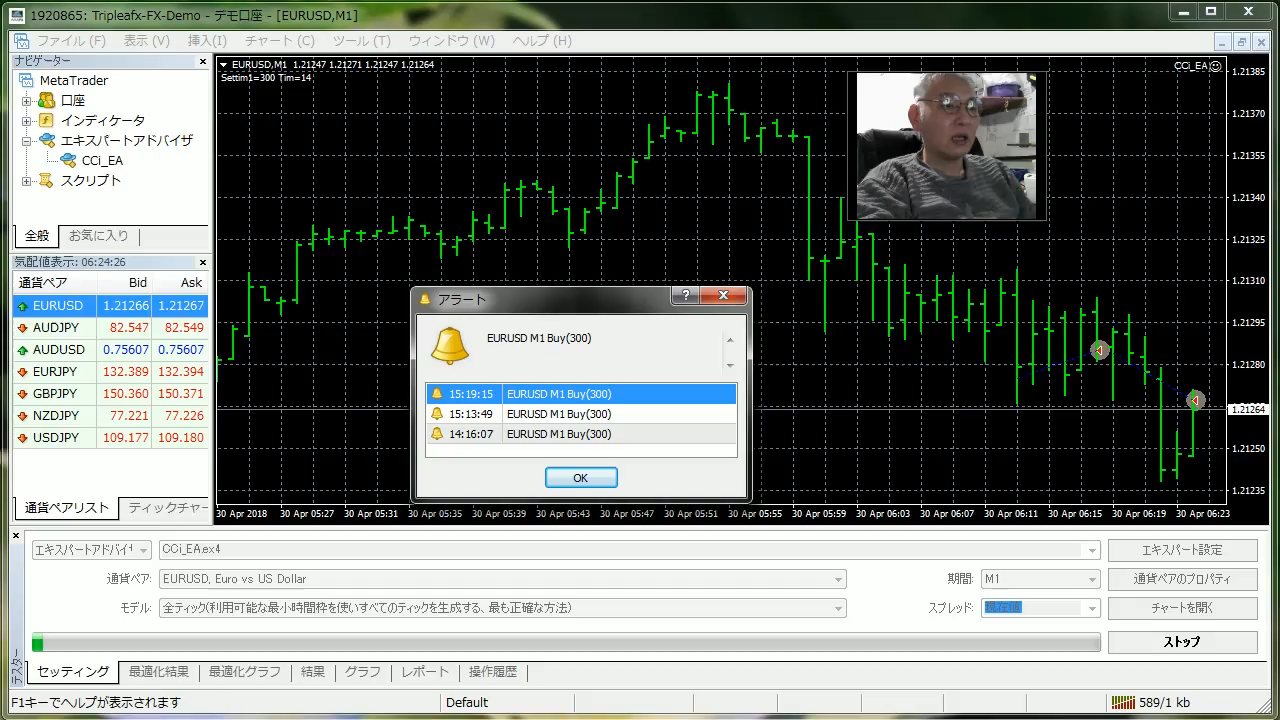 1920865: Tripleafx-FX-Demo - デモ口座 - [EURUSD,M1]
ファイル (F) 表示 (V) 挿入(I) チャート (C) ツール (T) ウィンドウ (W) ヘルプ (H)
ナビゲーター
MetaTrader
口座
インディケータ
エキスパートアドバイザ
CCi_EA
スクリプト
全般 お気に入り
気配値表示: 06:24:26
通貨ペア Bid Ask
EURUSD 1.21266 1.21267
AUDJPY 82.547 82.549
AUDUSD 0.75607 0.75607
EURJPY 132.389 132.394
GBPJPY 150.360 150.371
NZDJPY 77.221 77.226
USDJPY 109.177 109.180
通貨ペアリスト ティックチャー
EURUSD,M1 1.21247 1.21271 1.21247 1.21264
Settim1=300 Tim=14
CCi_EA
1.21385
1.21370
1.21355
1.21340
1.21325
1.21310
1.21295
1.21280
1.21264
1.21250
1.21235
アラート
?
EURUSD M1 Buy(300)
15:19:15 EURUSD M1 Buy(300)
15:13:49 EURUSD M1 Buy(300)
14:16:07 EURUSD M1 Buy(300)
OK
30 Apr 2018 30 Apr 05:27 30 Apr 05:31 30 Apr 05:35 30 Apr 05:39 30 Apr 05:43 30 Apr 05:47 30 Apr 05:51 30 Apr 05:55 30 Apr 05:59 30 Apr 06:03 30 Apr 06:07 30 Apr 06:11 30 Apr 06:15 30 Apr 06:19 30 Apr 06:23
エキスパートアドバイザ CCi_EA.ex4 エキスパート設定
通貨ペア: EURUSD, Euro vs US Dollar 期間: M1 通貨ペアのプロパティ
モデル: 全ティック(利用可能な最小時間枠を使いすべてのティックを生成する、最も正確な方法) スプレッド: 現在値 チャートを開く
ストップ
テスター
セッティング 最適化結果 最適化グラフ 結果 グラフ レポート 操作履歴
F1キーでヘルプが表示されます Default 589/1 kb